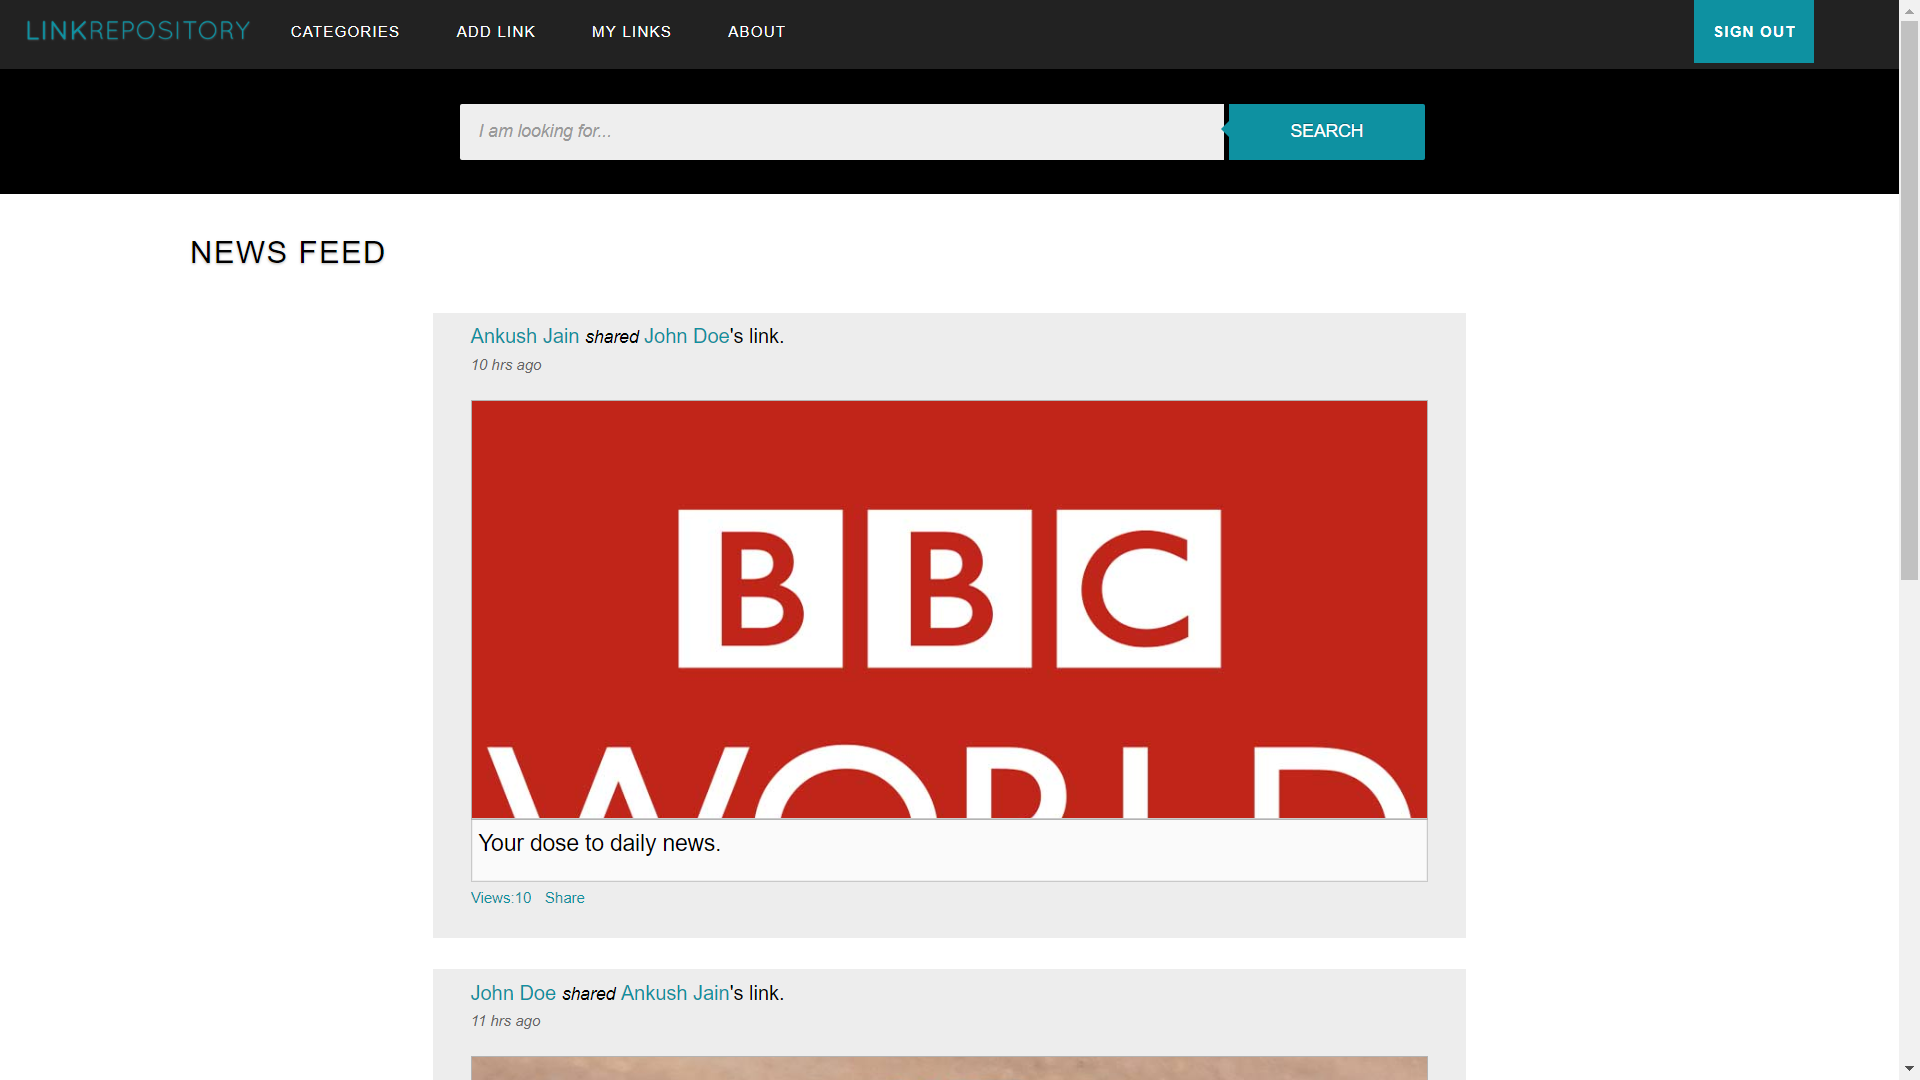 LINKREPOSITORY CATEGORIES ADD LINK MY LINKS ABOUT SIGN OUT
I am looking for... SEARCH
NEWS FEED
Ankush Jain shared John Doe's link.
10 hrs ago
BBC
WORLD
Your dose to daily news.
Views:10 Share
John Doe shared Ankush Jain's link.
11 hrs ago